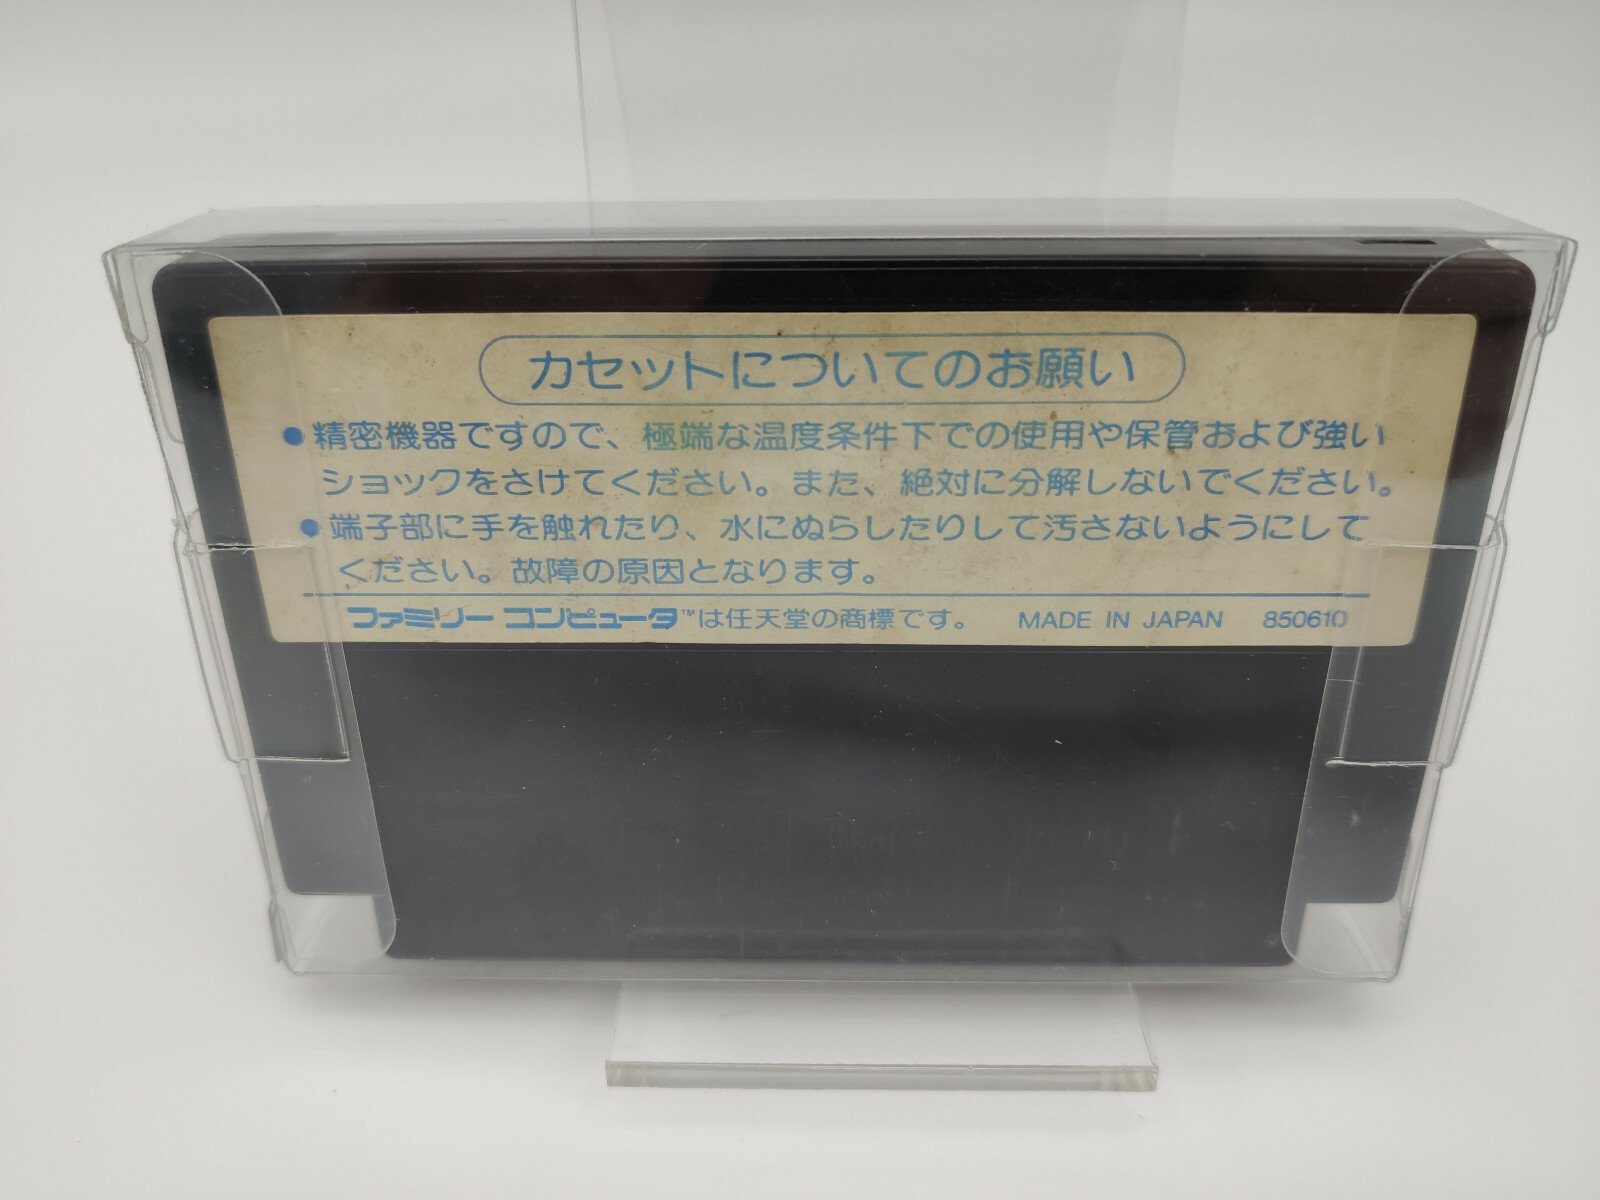 カセットについてのお願い
●精密機器ですので、極端な温度条件下での使用や保管および強い
ショックをさけてください。また、絶対に分解しないでください。
●端子部に手を触れたり、水にぬらしたりして汚さないようにして
ください。故障の原因となります。
ファミリーコンピュータ™は任天堂の商標です。 MADE IN JAPAN 850610